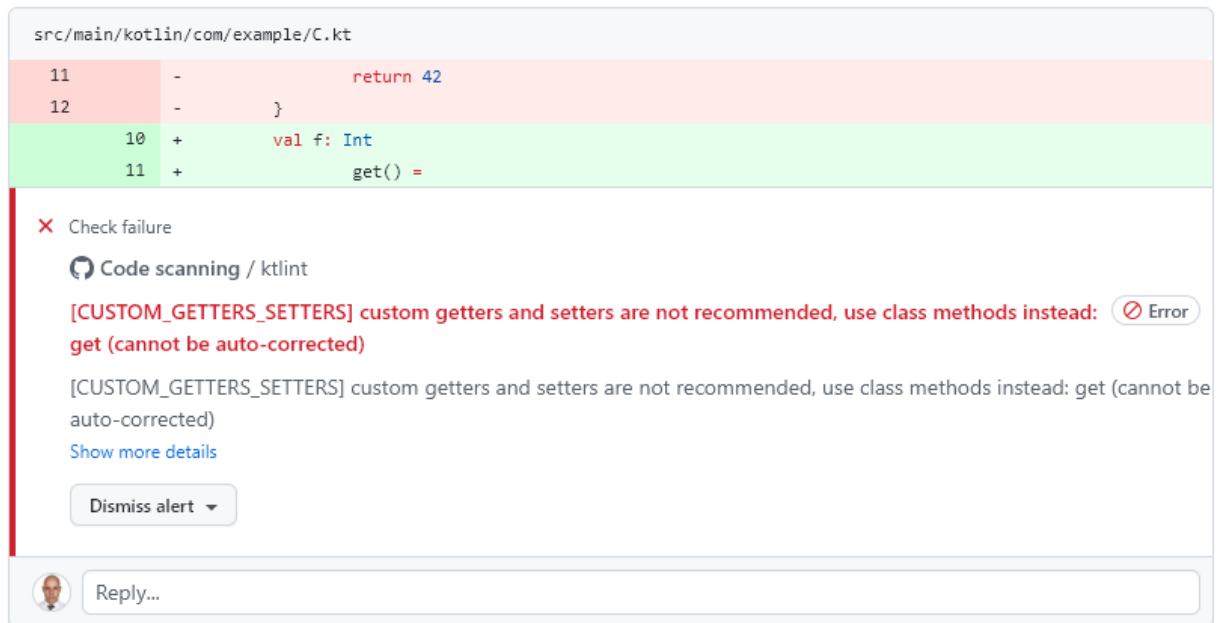 src/main/kotlin/com/example/C.kt
11 - return 42
12 - }
10 + val f: Int
11 + get() =
Check failure
Code scanning / ktlint
[CUSTOM_GETTERS_SETTERS] custom getters and setters are not recommended, use class methods instead: Error
get (cannot be auto-corrected)
[CUSTOM_GETTERS_SETTERS] custom getters and setters are not recommended, use class methods instead: get (cannot be
auto-corrected)
Show more details
Dismiss alert
Reply...